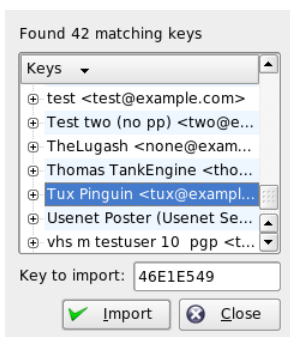 Found 42 matching keys
Keys
test <test@example.com>
Test two (no pp) <two@e...
TheLugash <none@exam...
Thomas TankEngine <tho...
Tux Pinguin <tux@exampl...
Usenet Poster (Usenet Se...
vhs m testuser 10 pgp <t...
Key to import: 46E1E549
Import Close